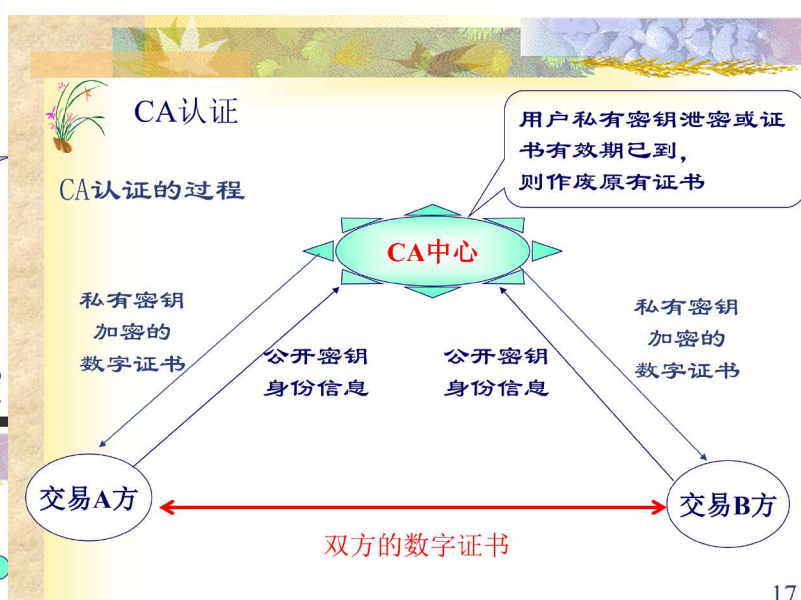 CA认证
用户私有密钥泄密或证
书有效期已到，
则作废原有证书
CA认证的过程
CA中心
私有密钥
加密的
数字证书
公开密钥
身份信息
公开密钥
身份信息
私有密钥
加密的
数字证书
交易A方
交易B方
双方的数字证书
17